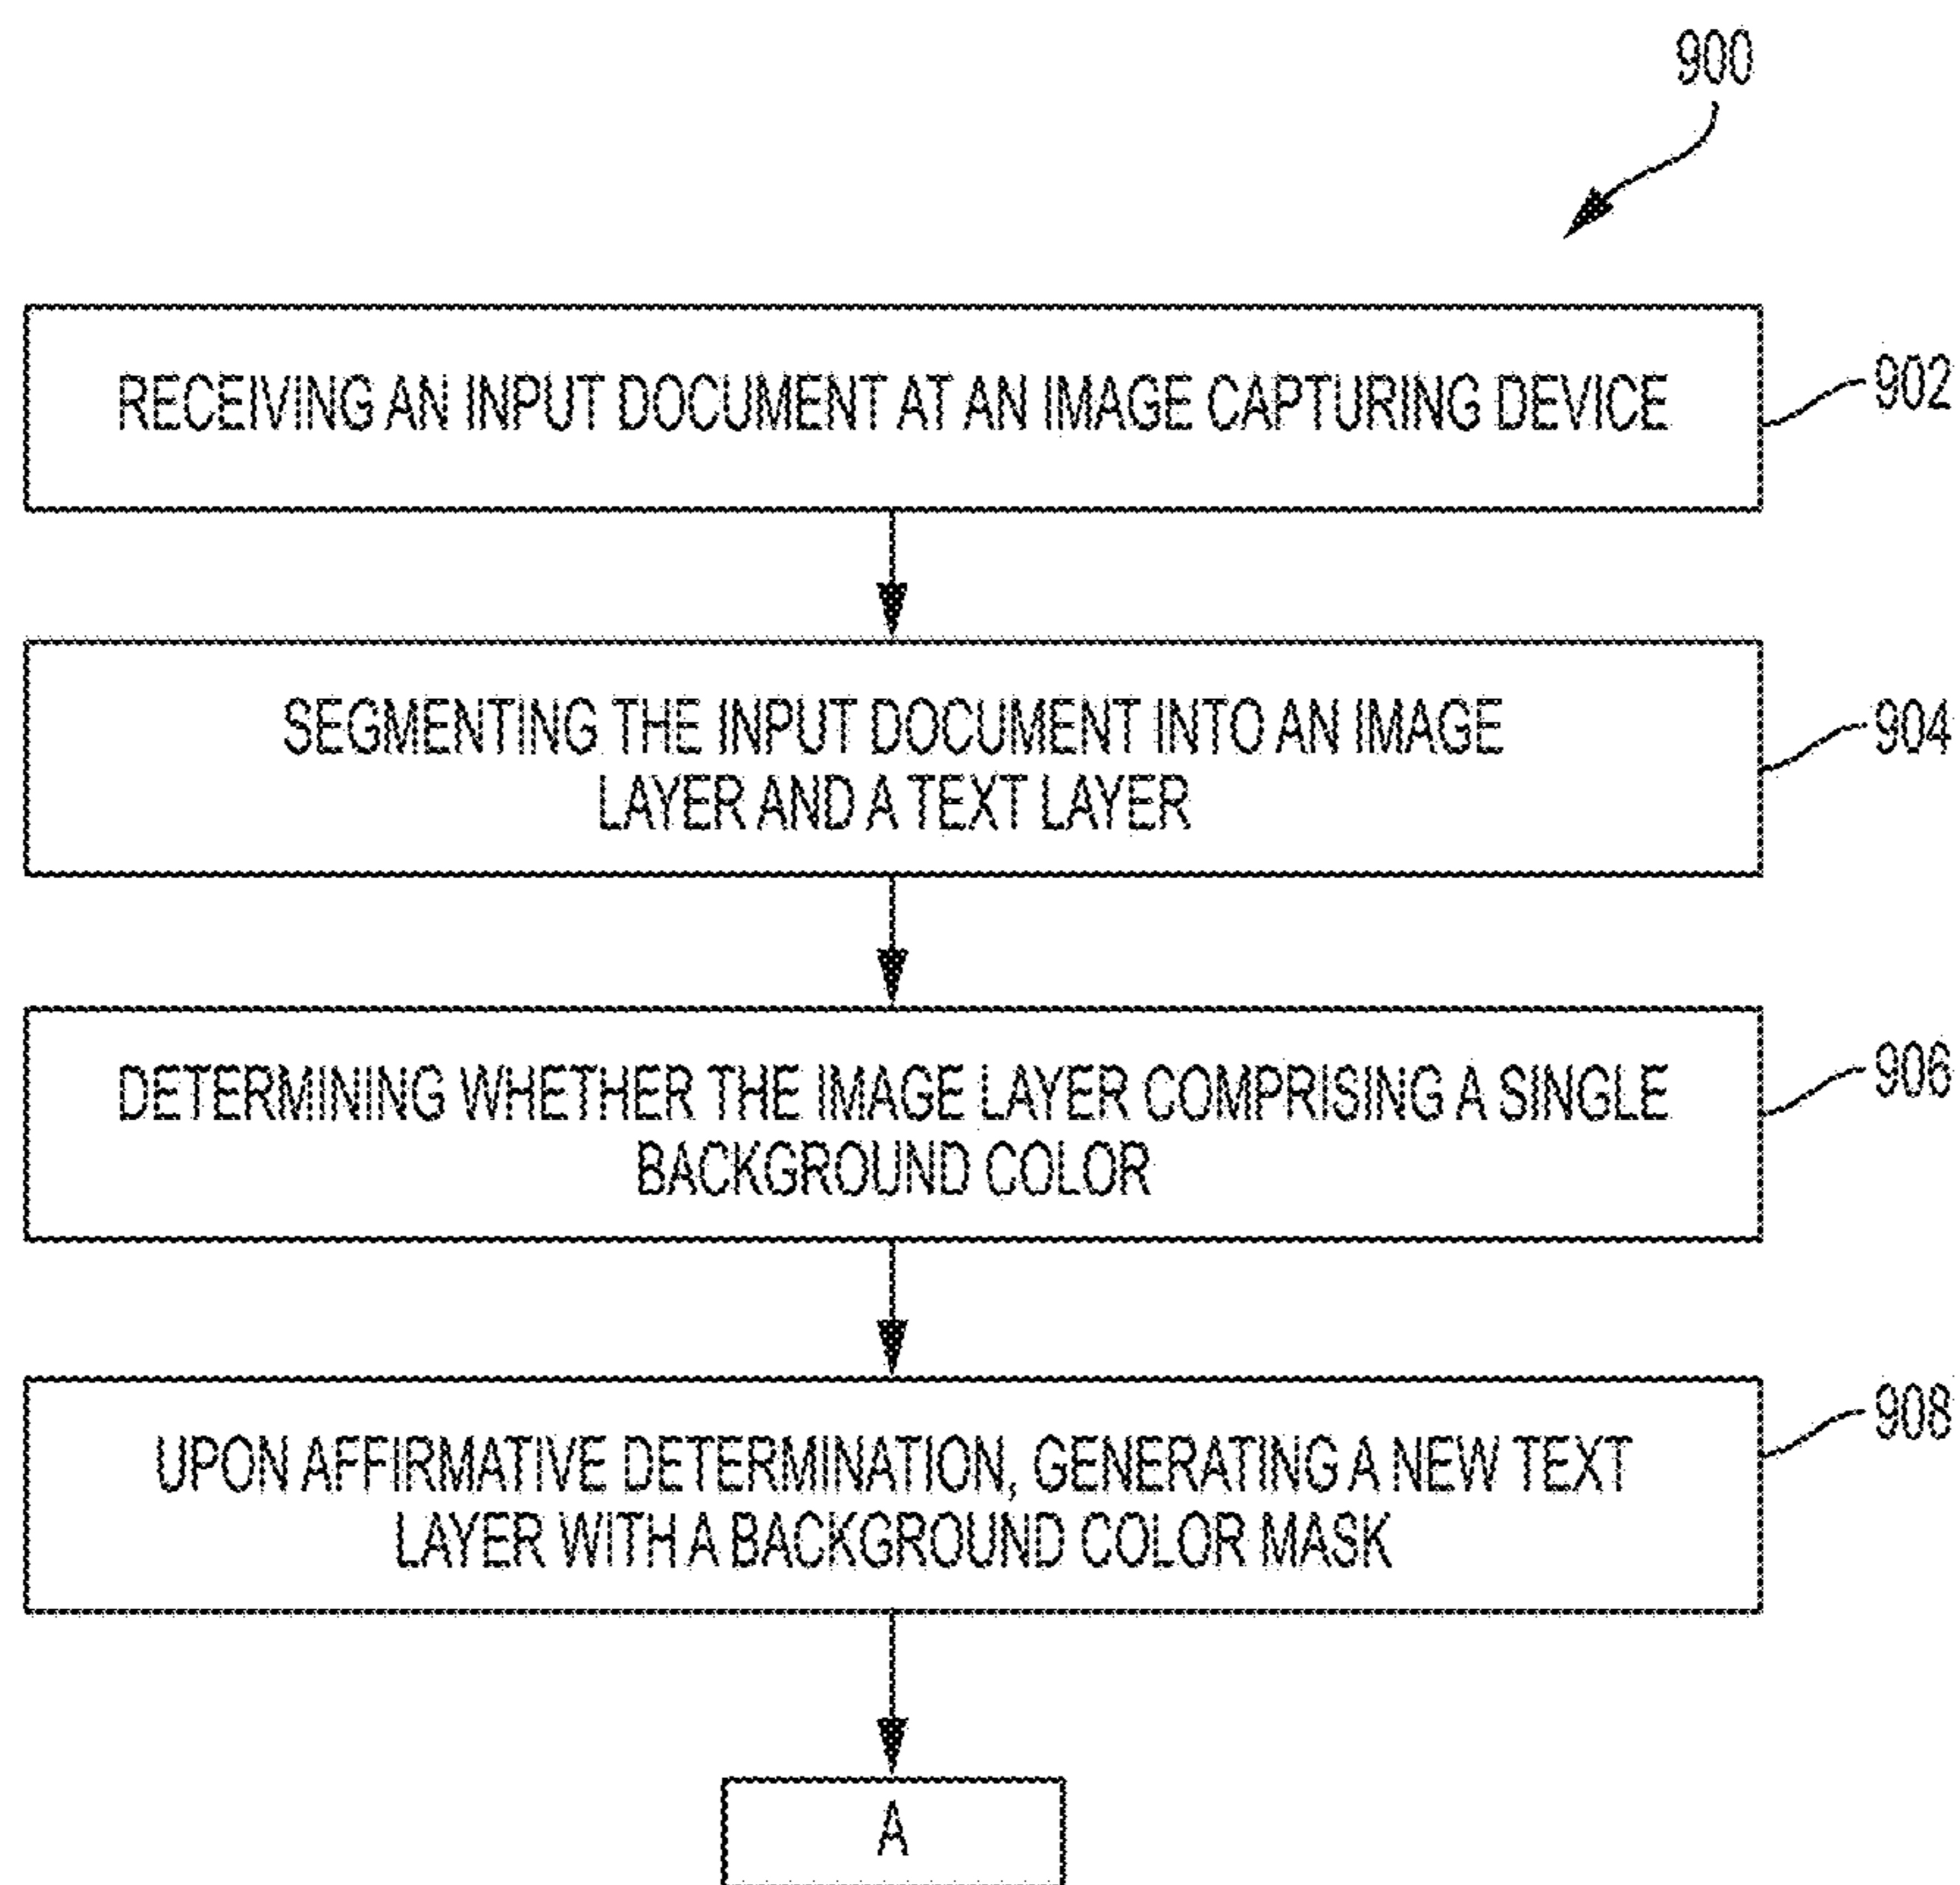 900
RECEIVING AN INPUT DOCUMENT AT AN IMAGE CAPTURING DEVICE
902
SEGMENTING THE INPUT DOCUMENT INTO AN IMAGE
LAYER AND A TEXT LAYER
904
DETERMINING WHETHER THE IMAGE LAYER COMPRISING A SINGLE
BACKGROUND COLOR
906
UPON AFFIRMATIVE DETERMINATION, GENERATING A NEW TEXT
LAYER WITH A BACKGROUND COLOR MASK
908
A